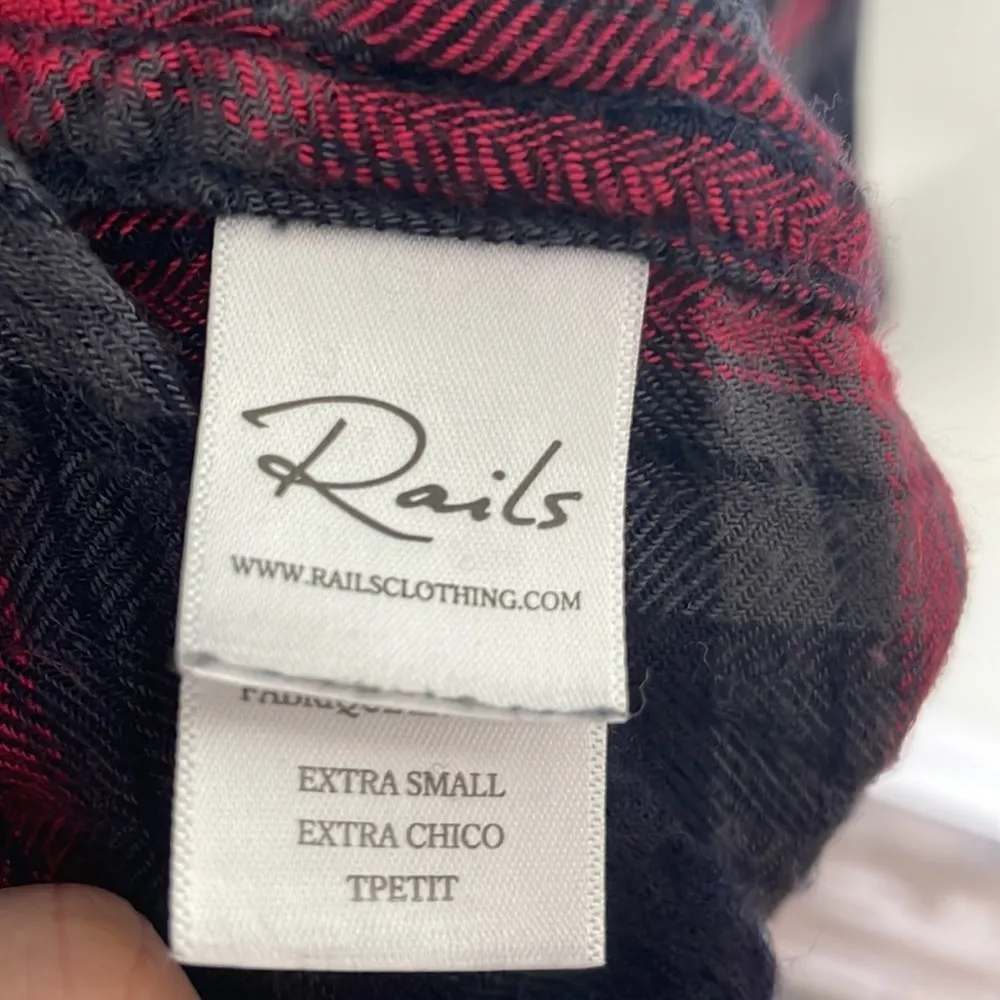 Rails
WWW.RAILSCLOTHING.COM
EXTRA SMALL
EXTRA CHICO
TPETIT